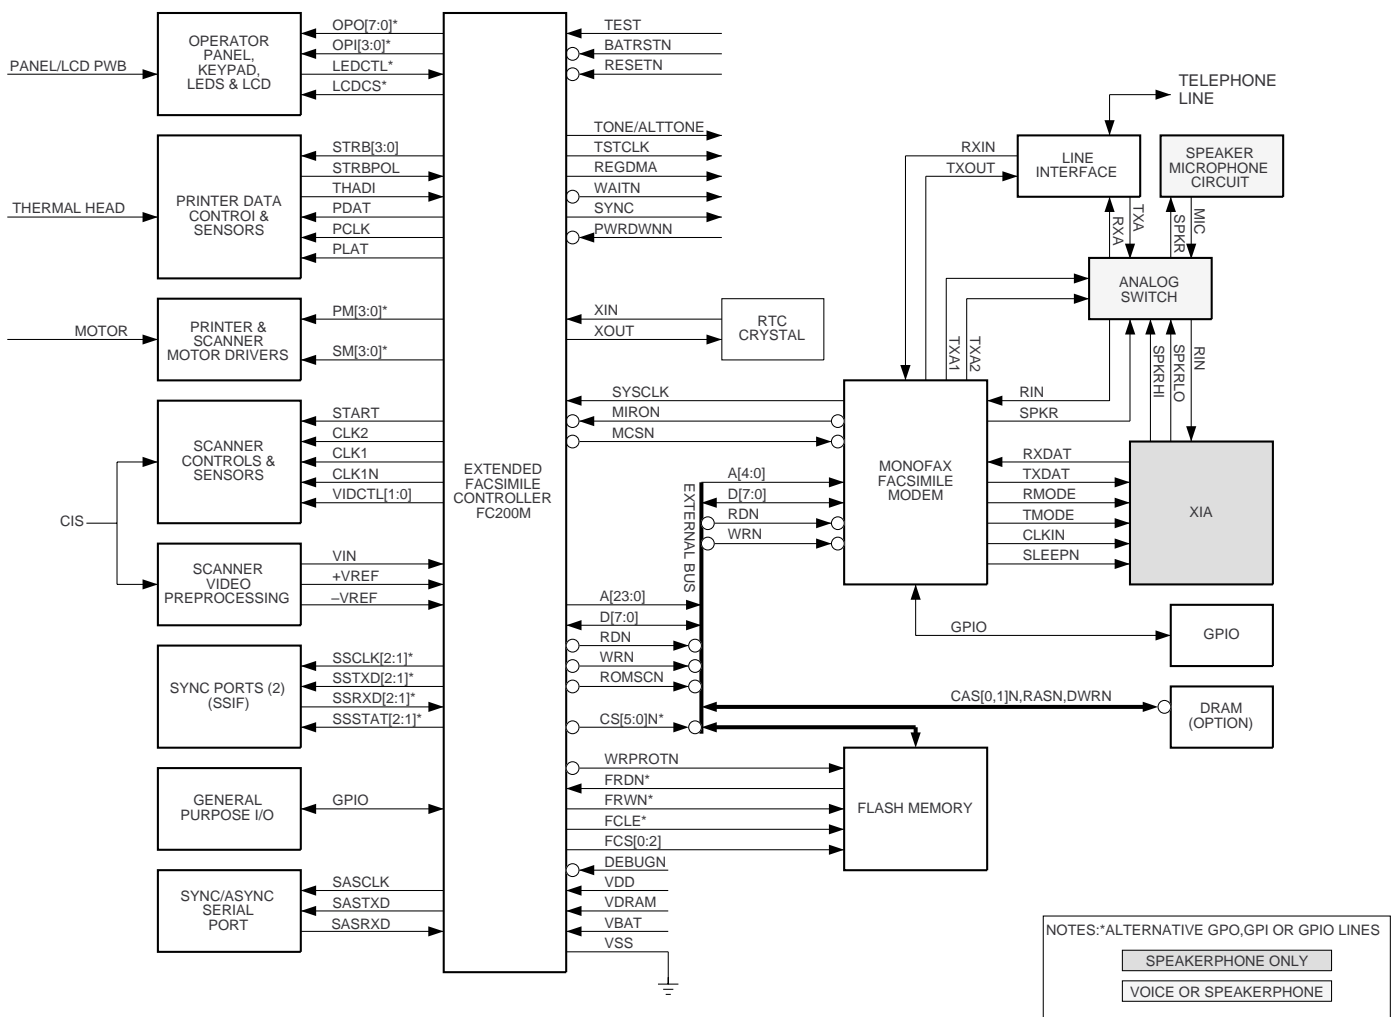 PANEL/LCD PWB
THERMAL HEAD
MOTOR
CIS
OPERATOR
PANEL,
KEYPAD,
LEDS & LCD
OPO[7:0]*
OPI[3:0]*
LEDCTL*
LCDCS*
PRINTER DATA
CONTROI &
SENSORS
STRB[3:0]
STRBPOL
THADI
PDAT
PCLK
PLAT
PRINTER &
SCANNER
MOTOR DRIVERS
PM[3:0]*
SM[3:0]*
SCANNER
CONTROLS &
SENSORS
START
CLK2
CLK1
CLK1N
VIDCTL[1:0]
SCANNER
VIDEO
PREPROCESSING
VIN
+VREF
–VREF
SYNC PORTS (2)
(SSIF)
SSCLK[2:1]*
SSTXD[2:1]*
SSRXD[2:1]*
SSSTAT[2:1]*
GENERAL
PURPOSE I/O
GPIO
SYNC/ASYNC
SERIAL
PORT
SASCLK
SASTXD
SASRXD
EXTENDED
FACSIMILE
CONTROLLER
FC200M
TEST
BATRSTN
RESETN
TONE/ALTTONE
TSTCLK
REGDMA
WAITN
SYNC
PWRDWNN
XIN
XOUT
RTC
CRYSTAL
SYSCLK
MIRON
MCSN
A[4:0]
D[7:0]
RDN
WRN
EXTERNAL BUS
A[23:0]
D[7:0]
RDN
WRN
ROMSCN
CS[5:0]N*
WRPROTN
FRDN*
FRWN*
FCLE*
FCS[0:2]
DEBUGN
VDD
VDRAM
VBAT
VSS
FLASH MEMORY
MONOFAX
FACSIMILE
MODEM
RXIN
TXOUT
TXA1
TXA2
TELEPHONE
LINE
LINE
INTERFACE
SPEAKER
MICROPHONE
CIRCUIT
RXA
TXA
SPKR
MIC
ANALOG
SWITCH
RIN
SPKR
SPKRHI
SPKRLO
RIN
RXDAT
TXDAT
RMODE
TMODE
CLKIN
SLEEPN
XIA
GPIO
GPIO
CAS[0,1]N,RASN,DWRN
DRAM
(OPTION)
NOTES:*ALTERNATIVE GPO,GPI OR GPIO LINES
SPEAKERPHONE ONLY
VOICE OR SPEAKERPHONE